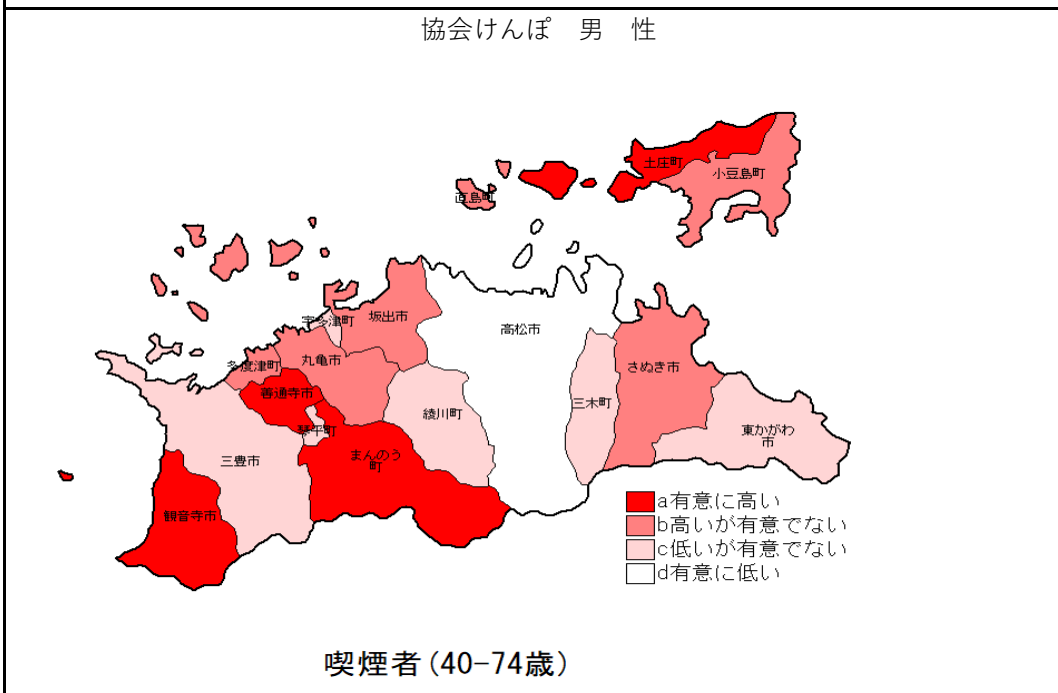 協会けんぽ　男　性
土庄町
小豆島町
直島町
宇多津町
坂出市
高松市
多度津町
丸亀市
さぬき市
善通寺市
三木町
綾川町
琴平町
東かがわ
市
まんのう
町
三豊市
観音寺市
a有意に高い
b高いが有意でない
c低いが有意でない
d有意に低い
喫煙者(40-74歳)